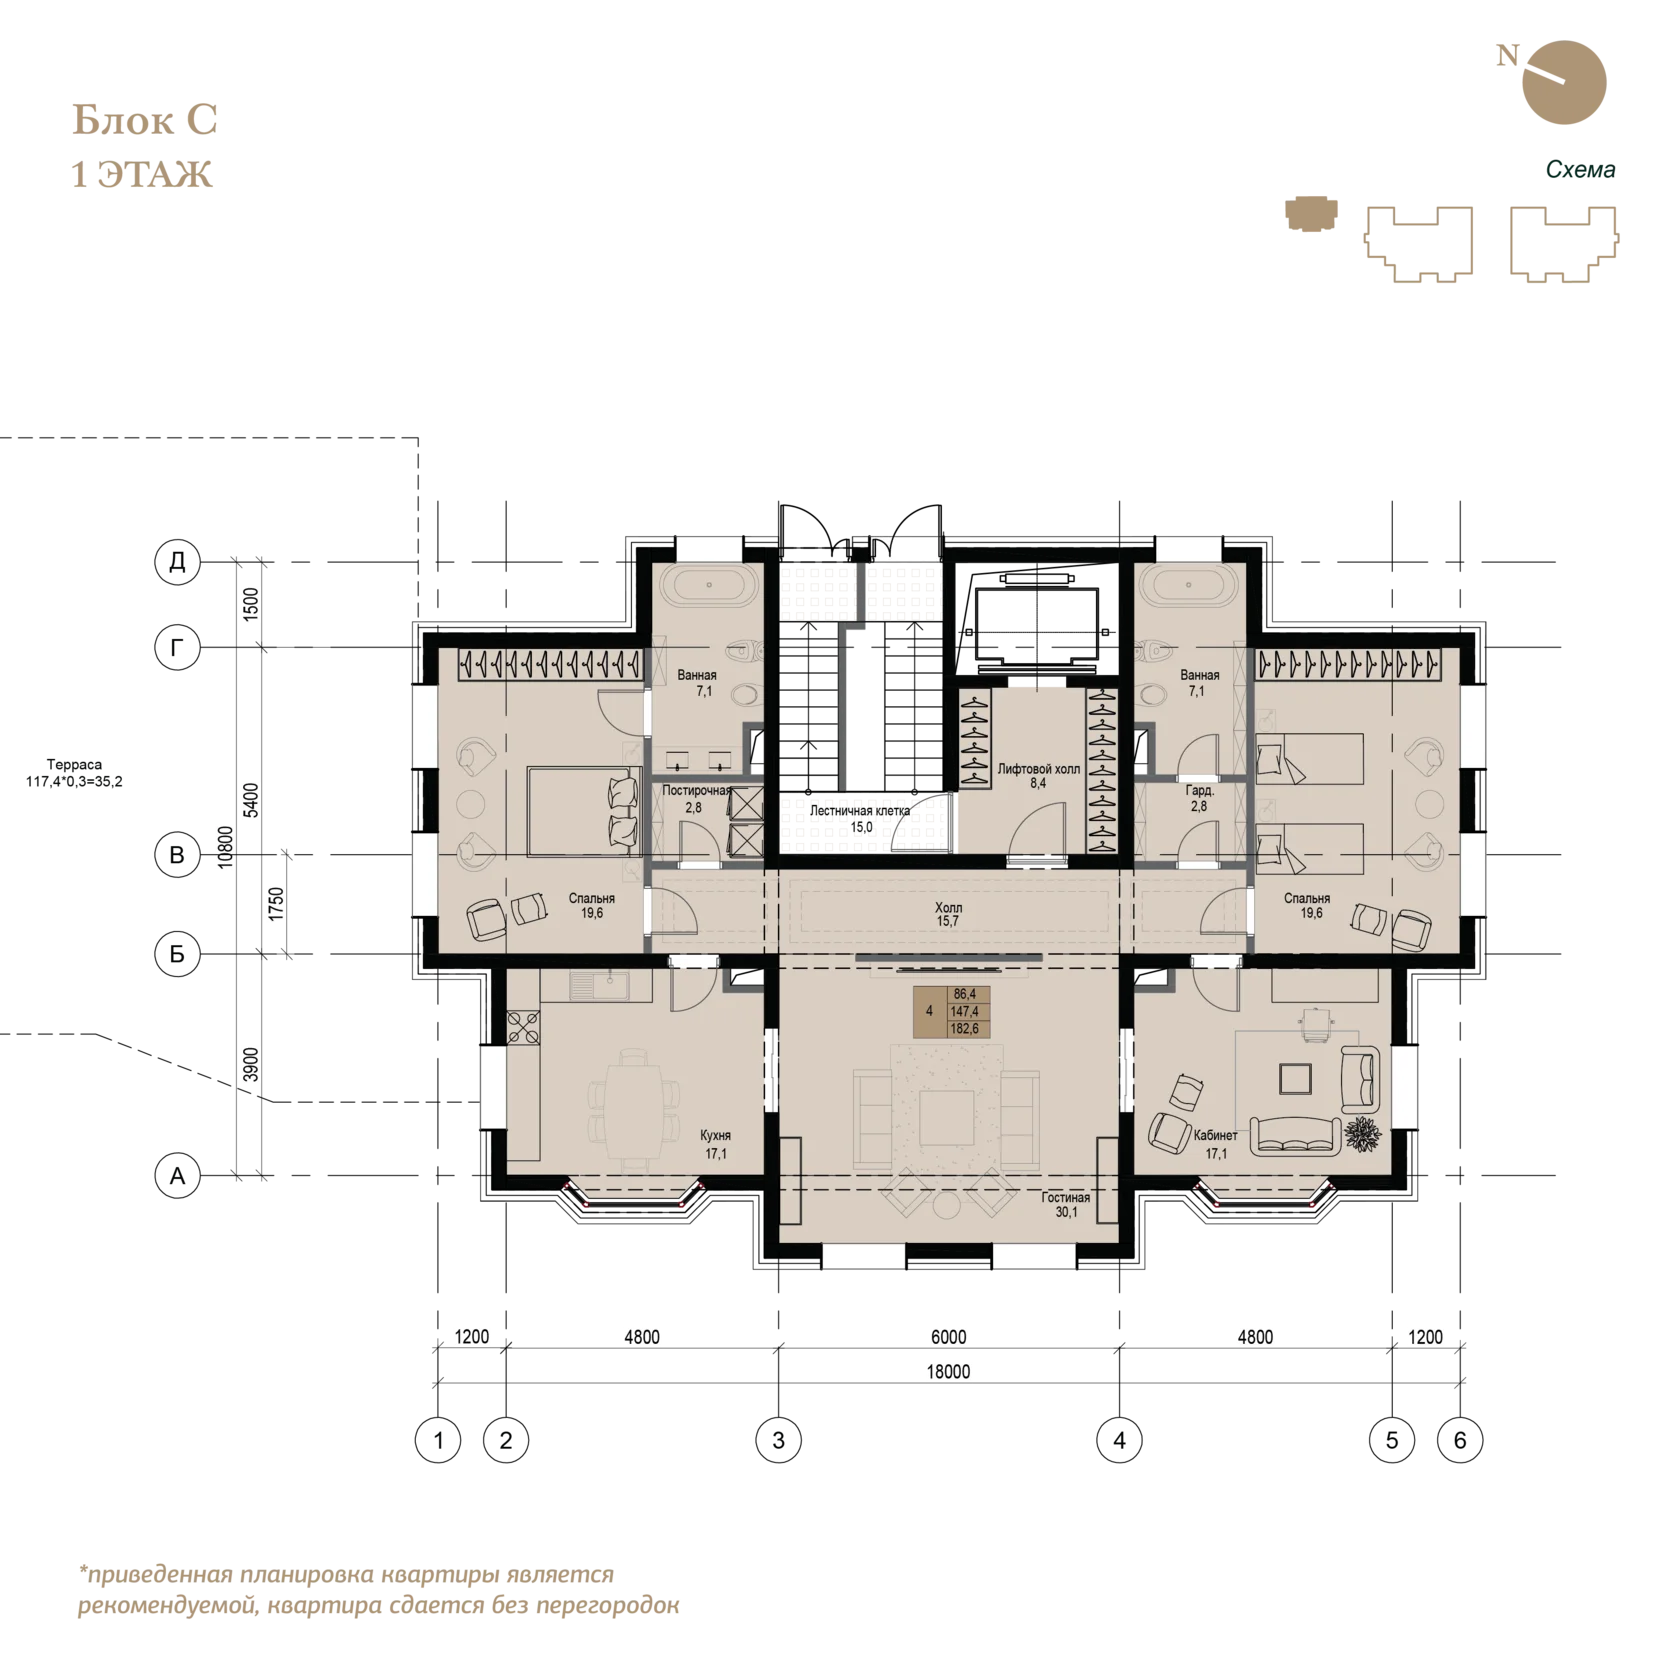 N
Блок С
1 ЭТАЖ
Схема
Д
1500
Г
Ванная
7,1
Ванная
7,1
Терраса
117,4*0,3=35,2
5400
10800
Постирочная
2,8
Лифтовой холл
8,4
Гард.
2,8
Лестничная клетка
15,0
В
1750
Спальня
19,6
Холл
15,7
Спальня
19,6
Б
4
86,4
147,4
182,6
3900
Кухня
17,1
Кабинет
17,1
А
Гостиная
30,1
1200
4800
6000
4800
1200
18000
1
2
3
4
5
6
*приведенная планировка квартиры является
рекомендуемой, квартира сдается без перегородок